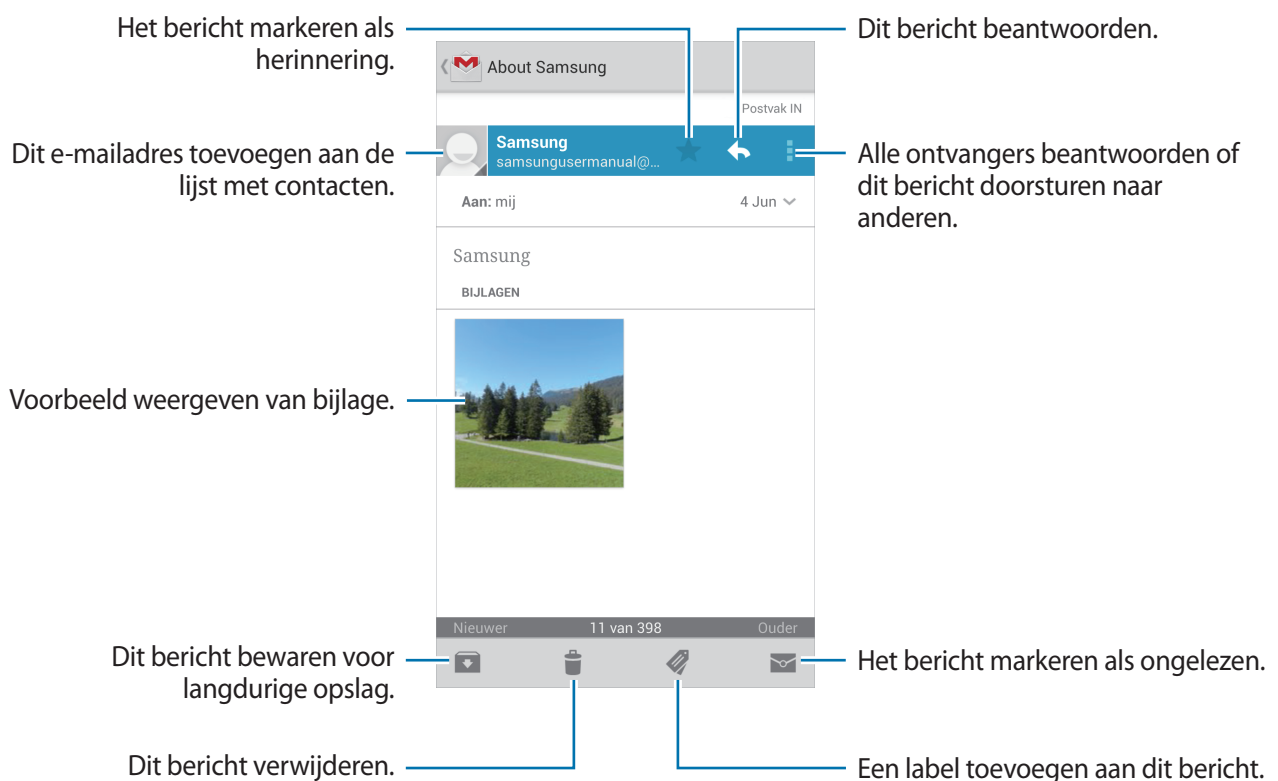 Het bericht markeren als
herinnering.
Dit bericht beantwoorden.
About Samsung
Postvak IN
Dit e-mailadres toevoegen aan de
lijst met contacten.
Samsung
samsungusermanual@...
Alle ontvangers beantwoorden of
dit bericht doorsturen naar
anderen.
Aan: mij
4 Jun
Samsung
BIJLAGEN
Voorbeeld weergeven van bijlage.
Nieuwer
11 van 398
Ouder
Dit bericht bewaren voor
langdurige opslag.
Het bericht markeren als ongelezen.
Dit bericht verwijderen.
Een label toevoegen aan dit bericht.